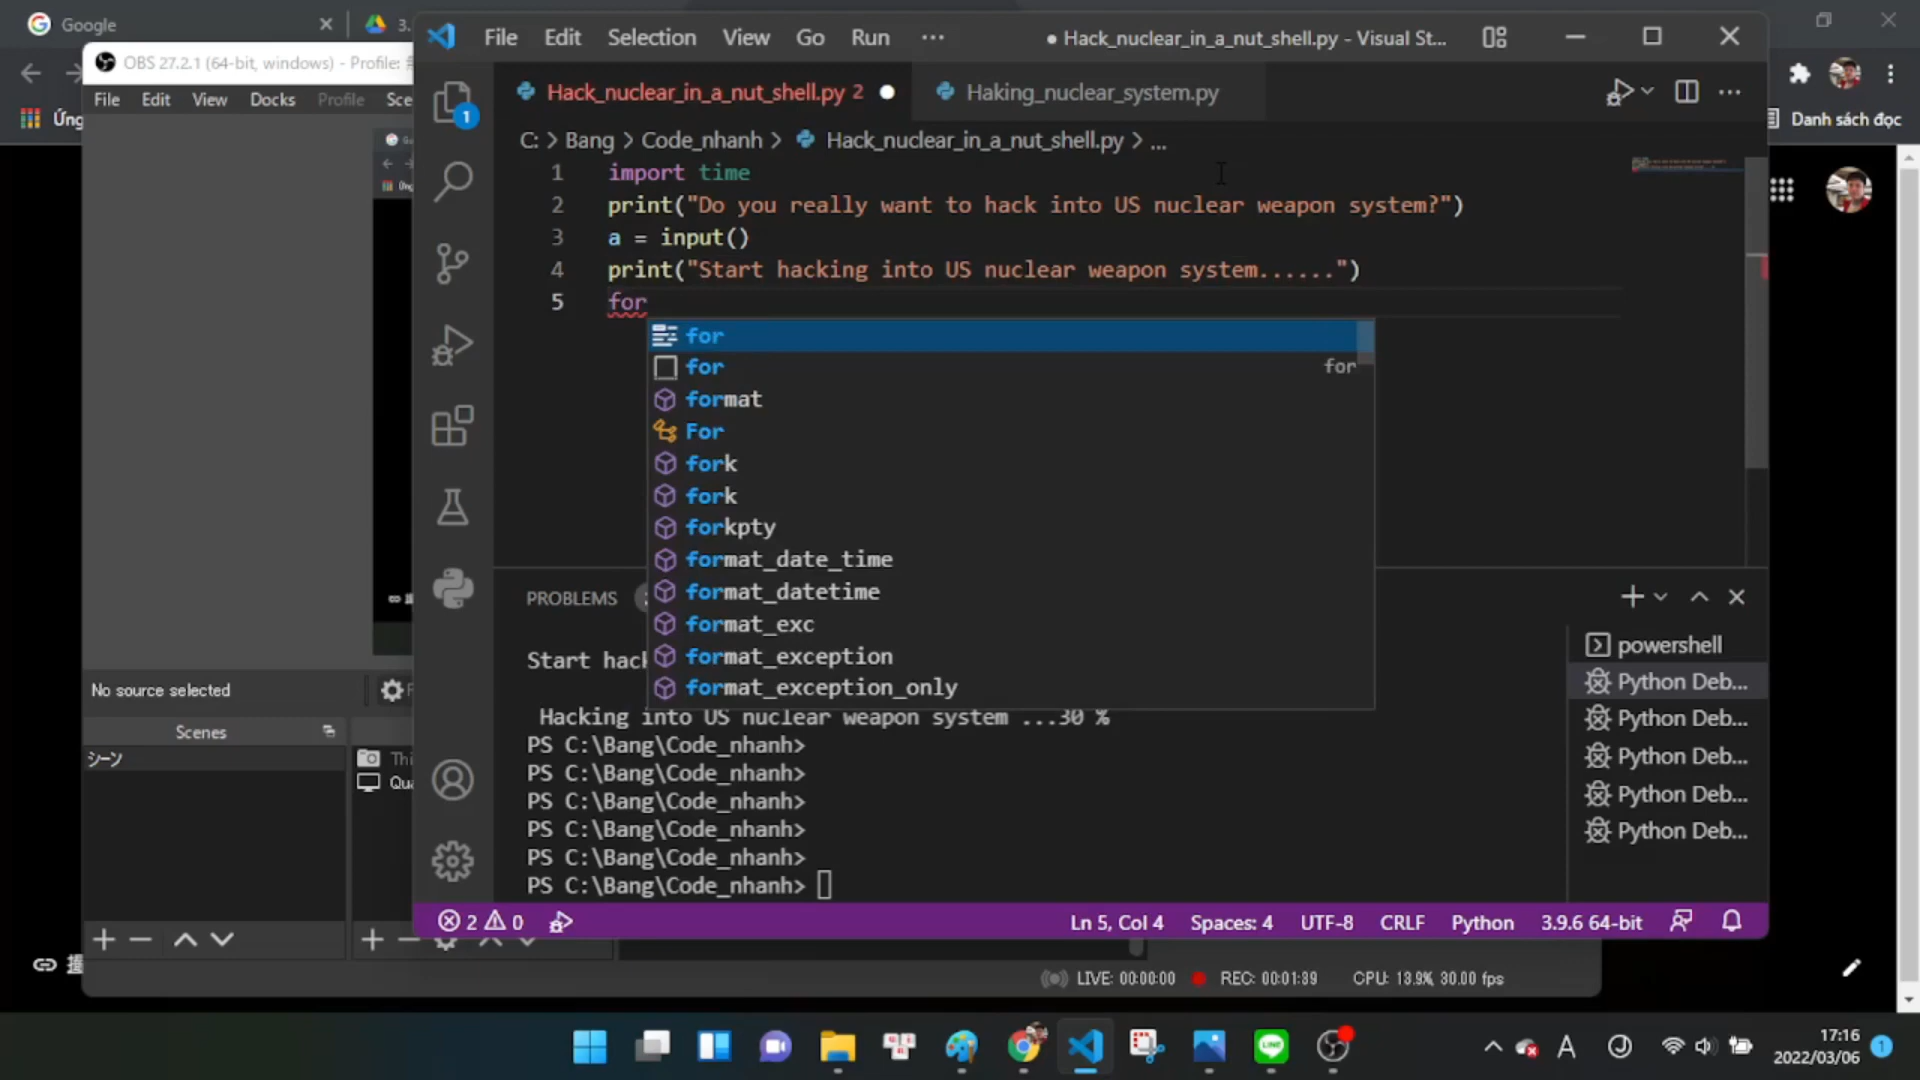 Google
3.
OBS 27.2.1 (64-bit, windows) - Profile:
File Edit View Docks Profile Sce
Ứng
Danh sách đọc
File Edit Selection View Go Run ···
● Hack_nuclear_in_a_nut_shell.py - Visual St...
Hack_nuclear_in_a_nut_shell.py 2
Haking_nuclear_system.py
C: > Bang > Code_nhanh > Hack_nuclear_in_a_nut_shell.py > ...
1 import time
2 print("Do you really want to hack into US nuclear weapon system?")
3 a = input()
4 print("Start hacking into US nuclear weapon system......")
5 for
for
for for
format
For
fork
fork
forkpty
format_date_time
format_datetime
format_exc
format_exception
format_exception_only
1
PROBLEMS
Start hack
Hacking into US nuclear weapon system ...30 %
PS C:\Bang\Code_nhanh>
PS C:\Bang\Code_nhanh>
PS C:\Bang\Code_nhanh>
PS C:\Bang\Code_nhanh>
PS C:\Bang\Code_nhanh>
PS C:\Bang\Code_nhanh>
powershell
Python Deb...
Python Deb...
Python Deb...
Python Deb...
Python Deb...
No source selected
Scenes
シーン
Thi
Qua
2 0
Ln 5, Col 4 Spaces: 4 UTF-8 CRLF Python 3.9.6 64-bit
LIVE: 00:00:00 REC: 00:01:39 CPU: 13.9%, 30.00 fps
A
17:16
2022/03/06
1